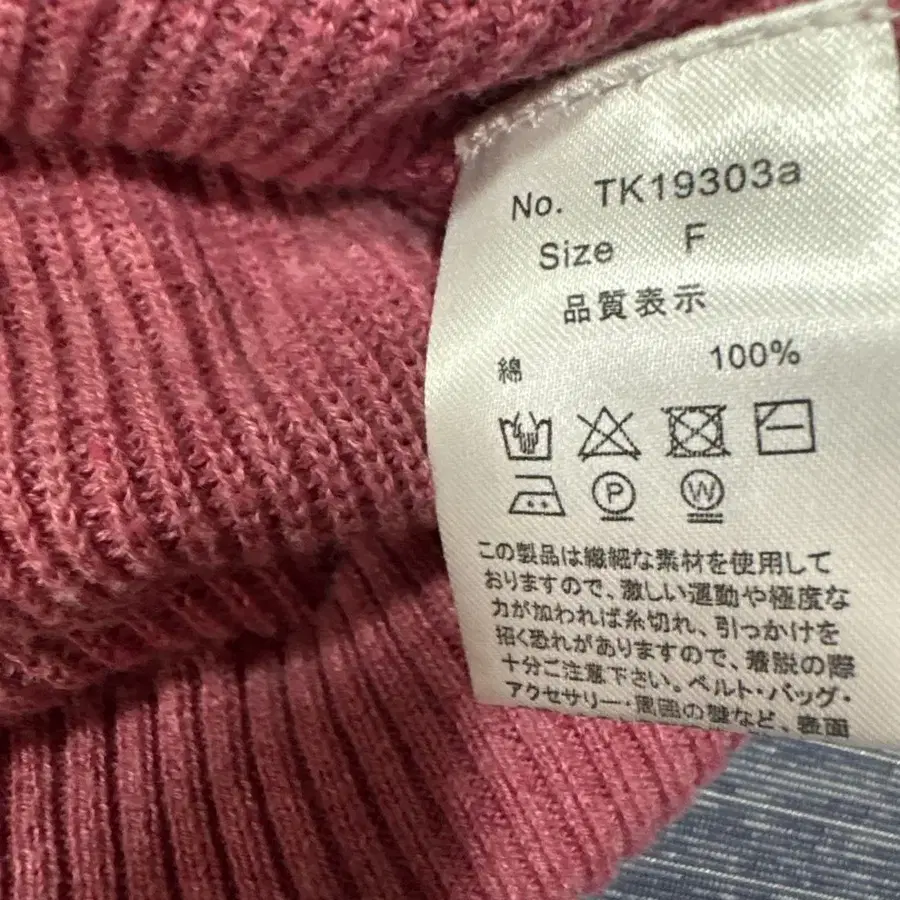 No. TK19303a
Size F
品質表示
綿 100%
P W
この製品は繊細な素材を使用して
おりますので、激しい運動や極度な
力が加われば糸切れ、引っかけを
招く恐れがありますので、着脱の際
十分ご注意下さい。ベルト・バッグ・
アクセサリー・周囲の壁など、表面